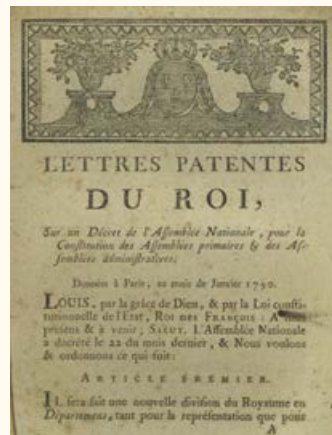 LETTRES PATENTES
DU ROI,
Sur un Décret de l'Assemblée Nationale, pour la
Constitution des Assemblées primaires & des As-
semblées administratives;
Données à Paris, au mois de Janvier 1790.
LOUIS, par la grâce de Dieu, & par la Loi consti-
tutionnelle de l'État, ROI DES FRANÇOIS: A tous
présens & à venir; SALUT. L'Assemblée Nationale
a décrété le 22 du mois dernier, & Nous voulons
& ordonnons ce qui suit:
ARTICLE PREMIER.
IL sera fait une nouvelle division du Royaume en
Départemens, tant pour la représentation que pour
A